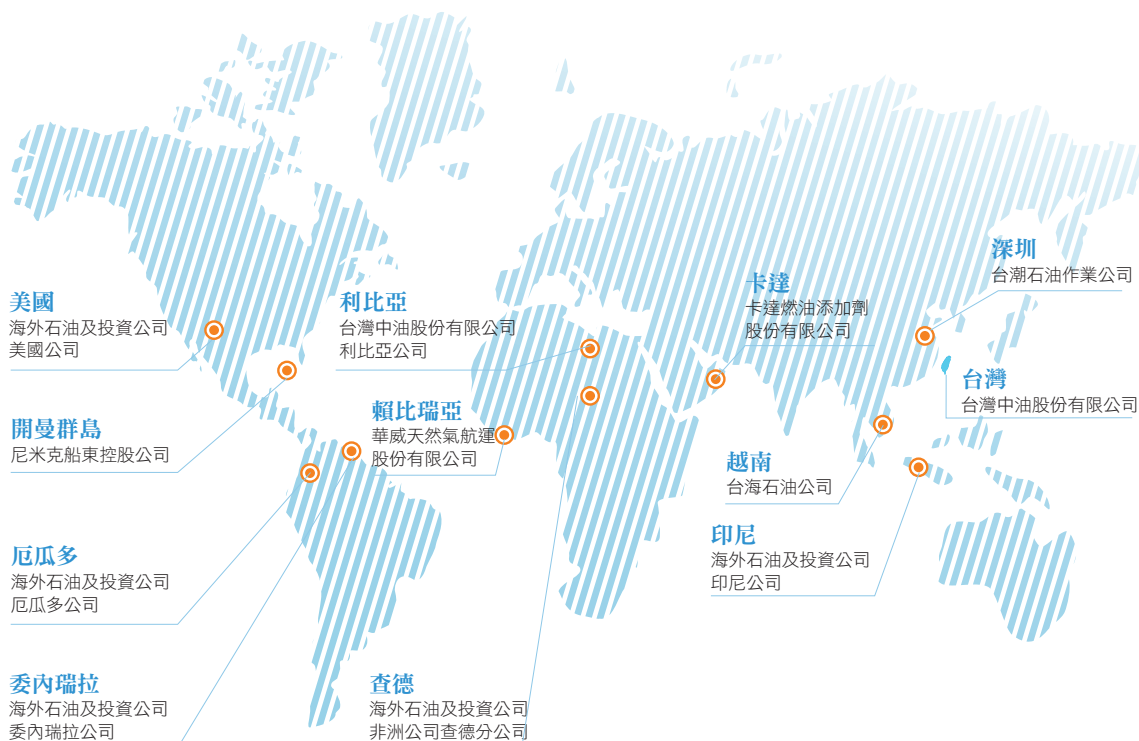 美國
海外石油及投資公司
美國公司
開曼群島
尼米克船東控股公司
厄瓜多
海外石油及投資公司
厄瓜多公司
委內瑞拉
海外石油及投資公司
委內瑞拉公司
利比亞
台灣中油股份有限公司
利比亞公司
賴比瑞亞
華威天然氣航運
股份有限公司
查德
海外石油及投資公司
非洲公司查德分公司
卡達
卡達燃油添加劑
股份有限公司
越南
台海石油公司
印尼
海外石油及投資公司
印尼公司
深圳
台潮石油作業公司
台灣
台灣中油股份有限公司